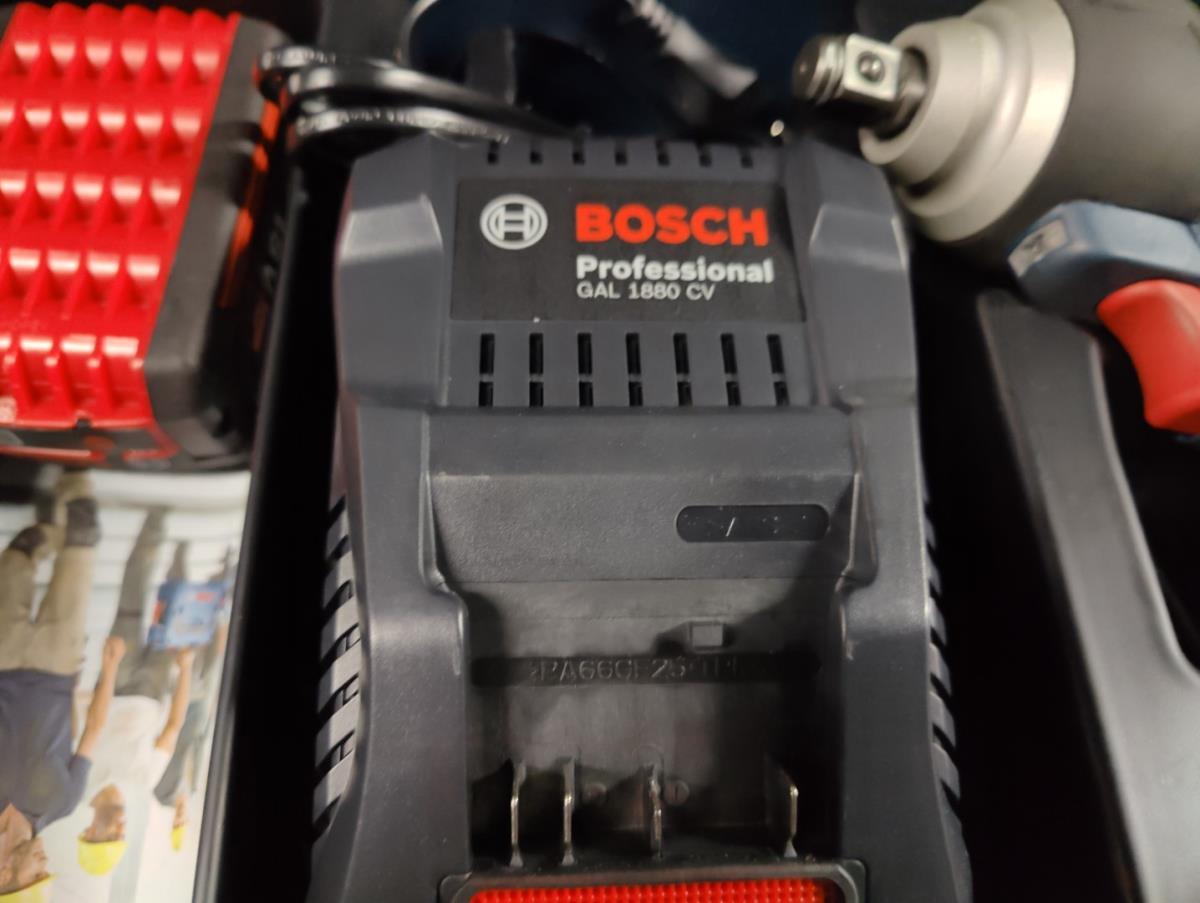 BOSCH
Professional
GAL 1880 CV